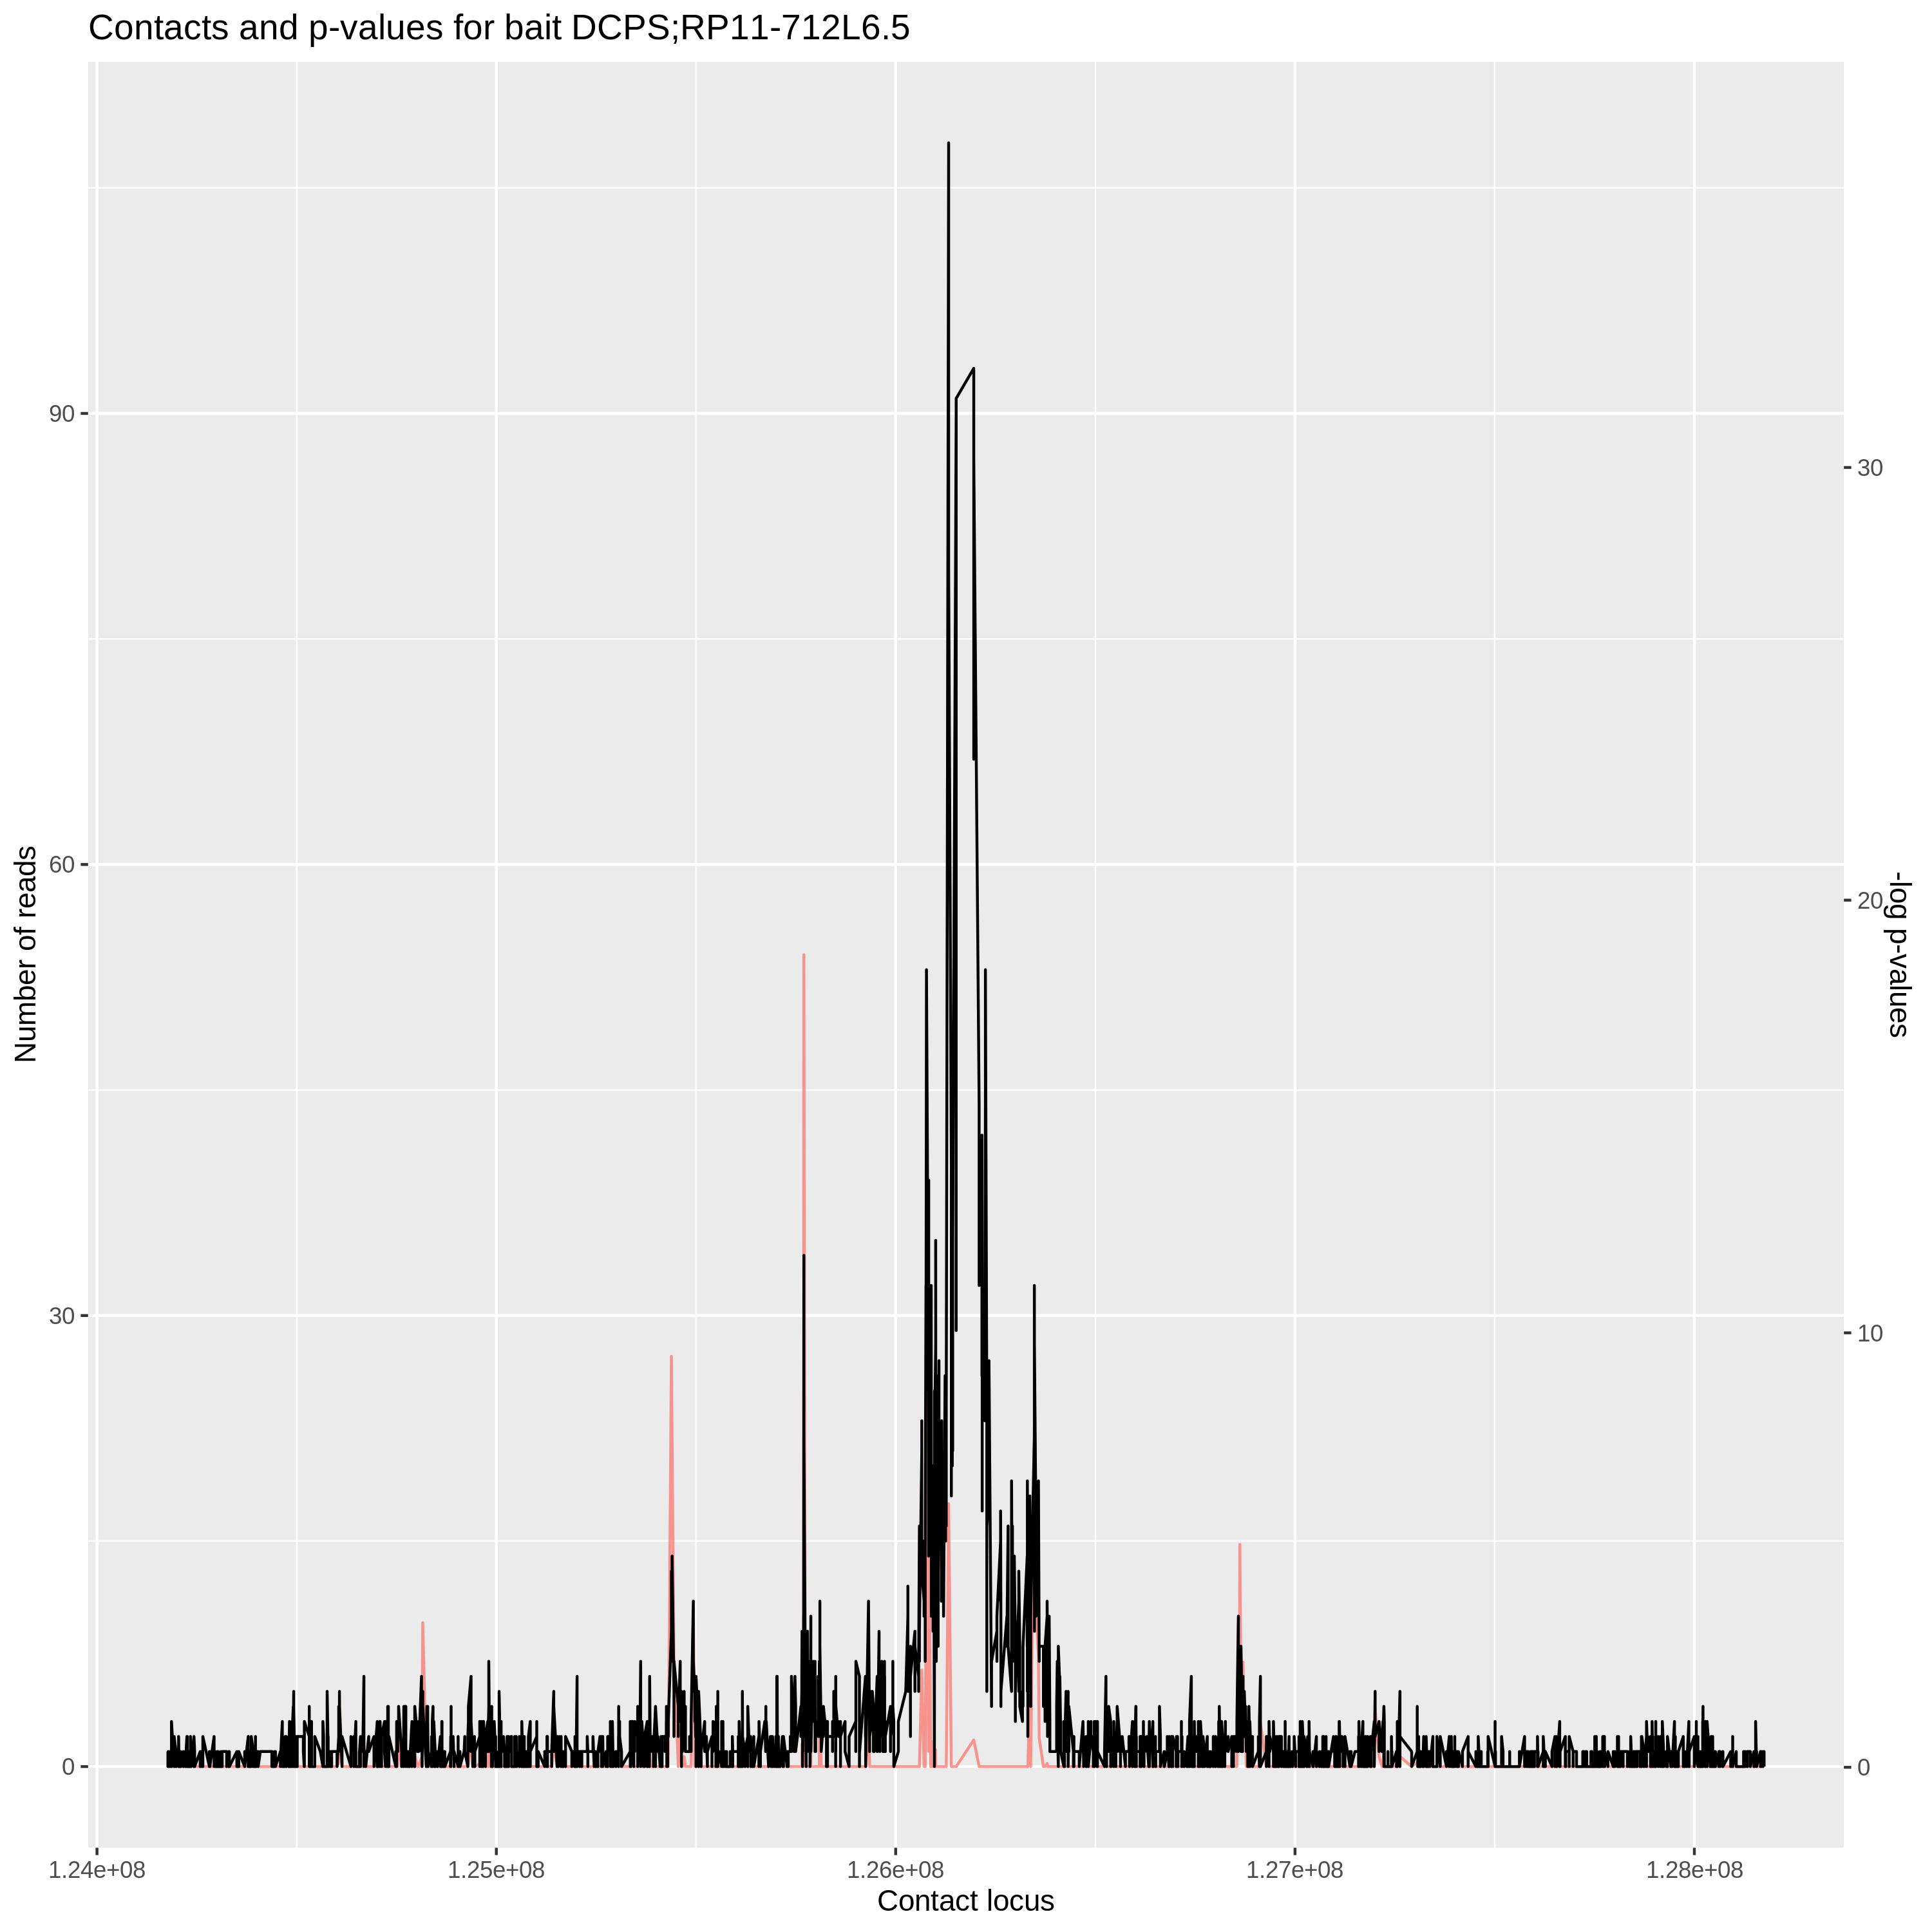 Contacts and p-values for bait DCPS;RP11-712L6.5
90
60
30
0
30
20
10
0
Number of reads
-log p-values
1.24e+08
1.25e+08
1.26e+08
1.27e+08
1.28e+08
Contact locus